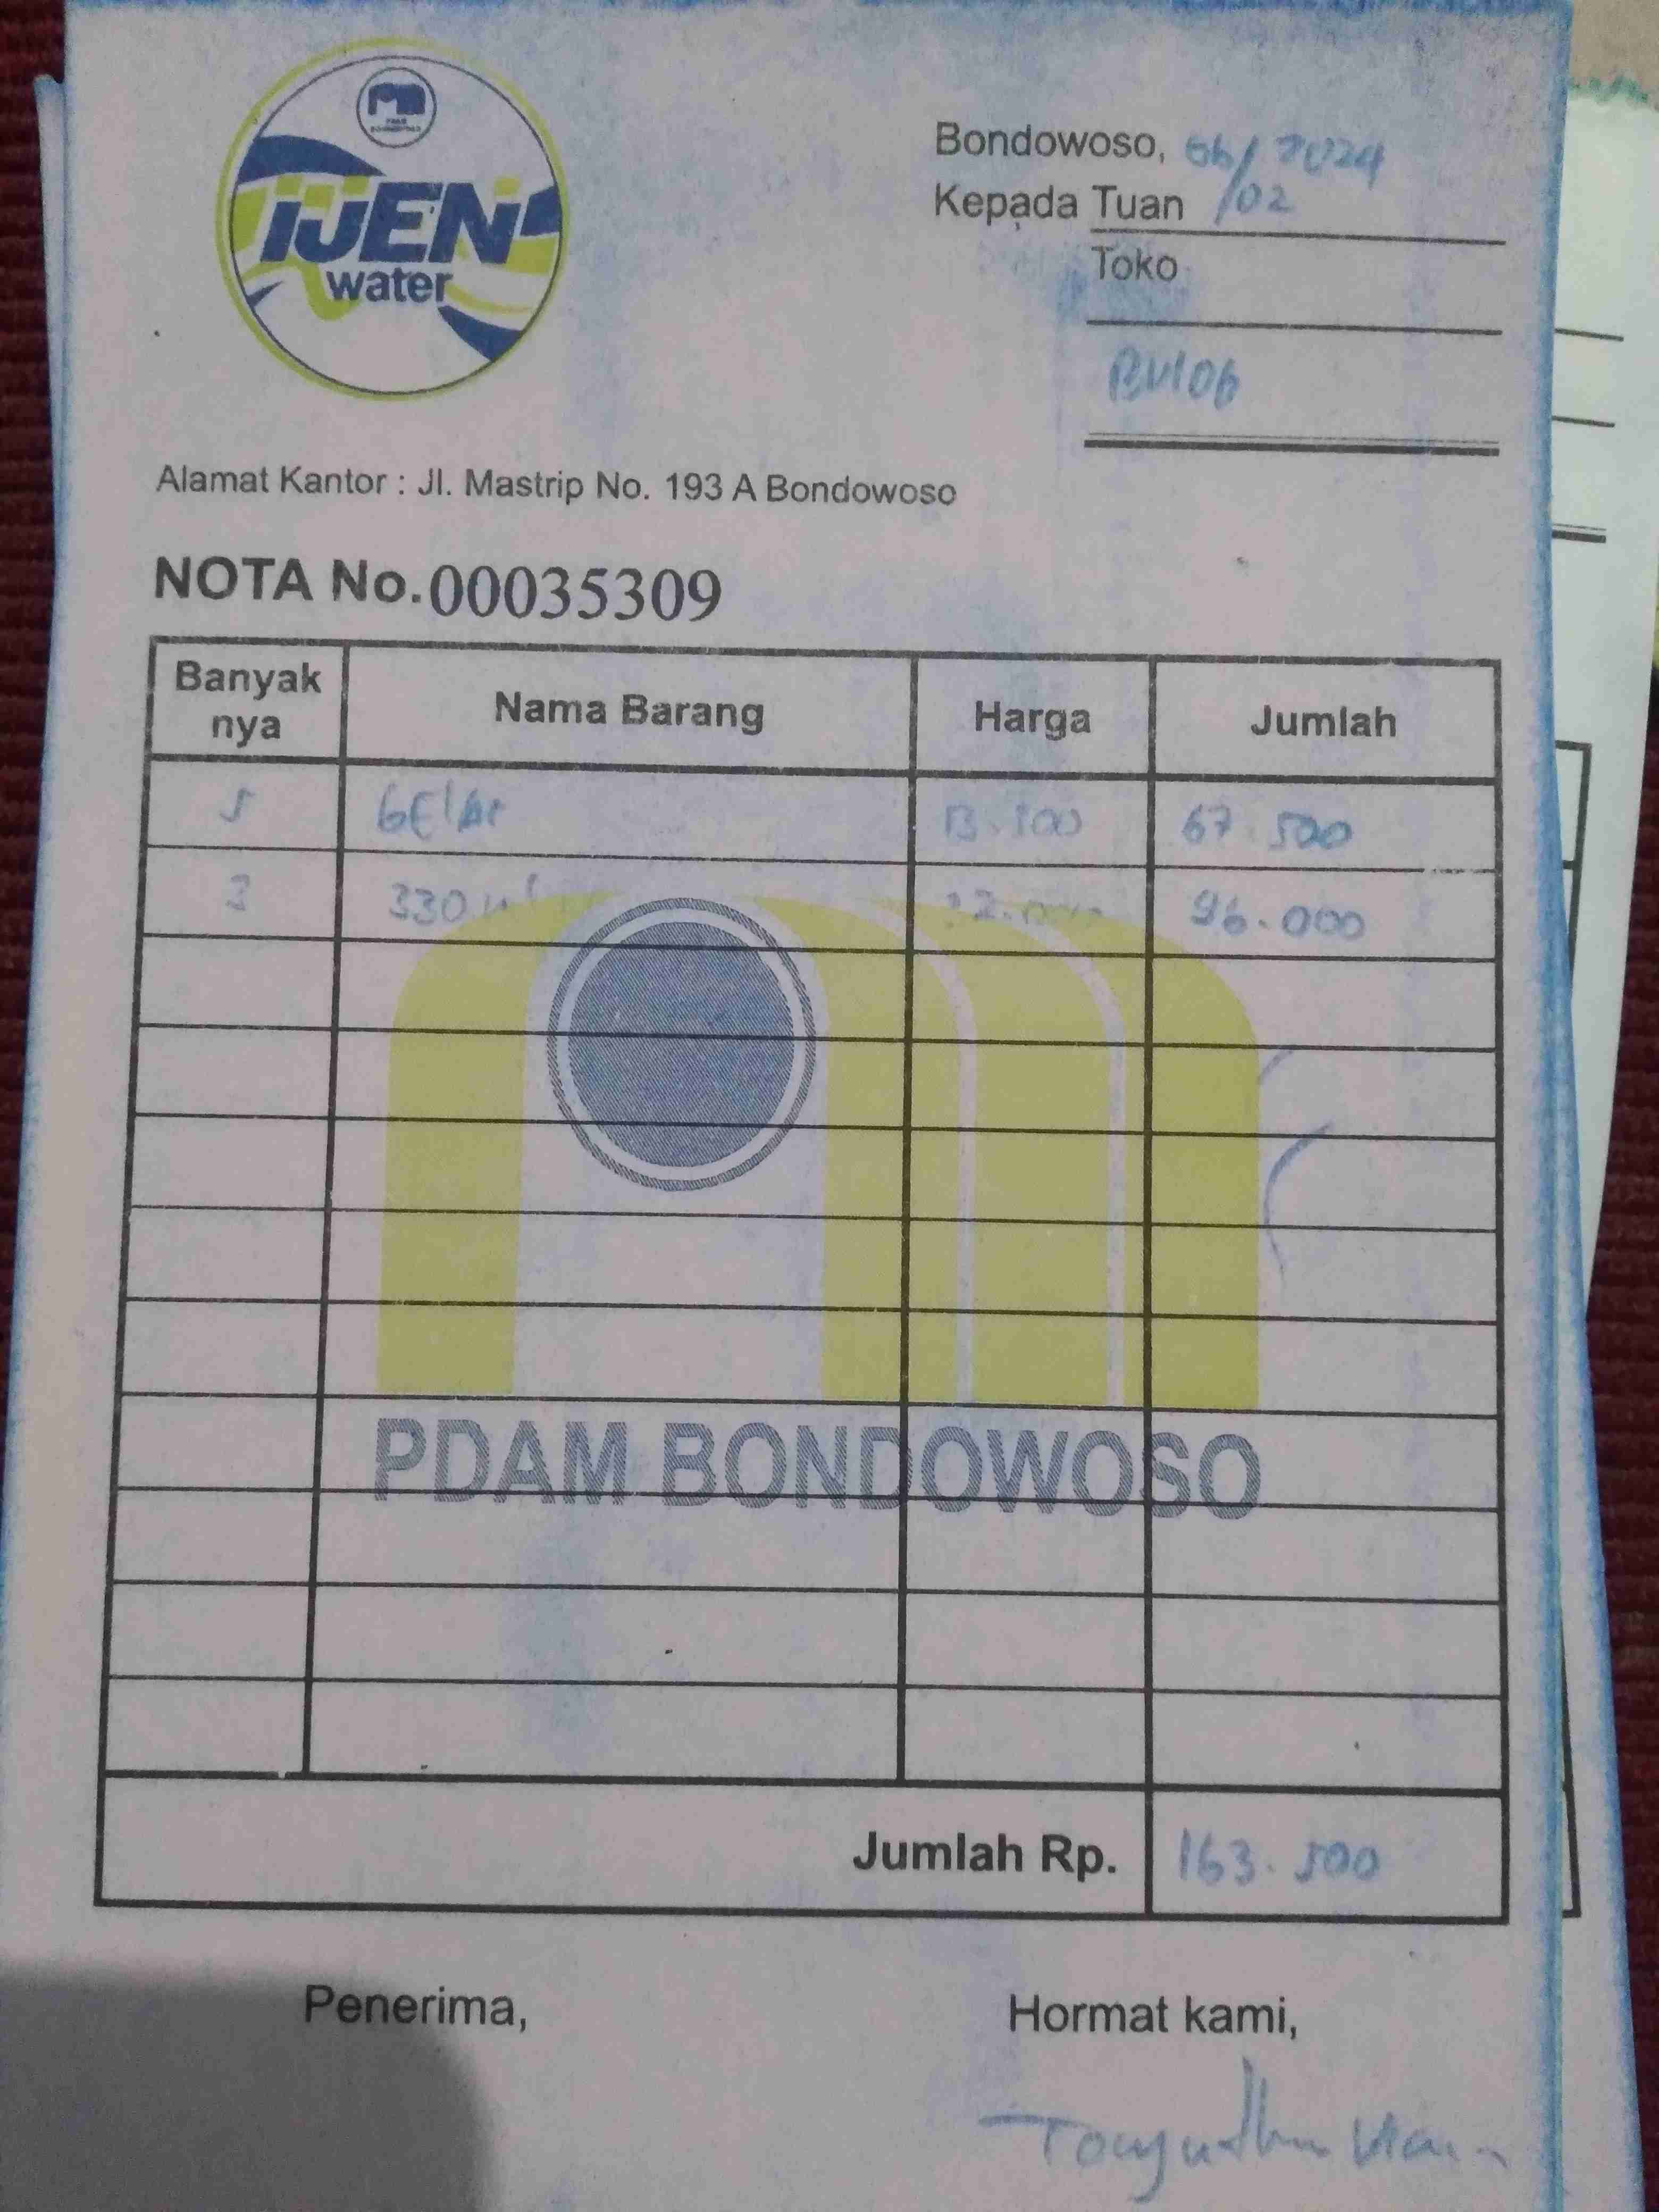 iJEN
water
Bondowoso, 06/02 2024
Kepada Tuan
Toko
Bulog
Alamat Kantor : Jl. Mastrip No. 193 A Bondowoso
NOTA No. 00035309
Banyak nya Nama Barang Harga Jumlah
5 GElAs 13.500 67.500
3 330 ml 32.000 96.000
PDAM BONDOWOSO
Jumlah Rp. 163.500
Penerima, Hormat kami,